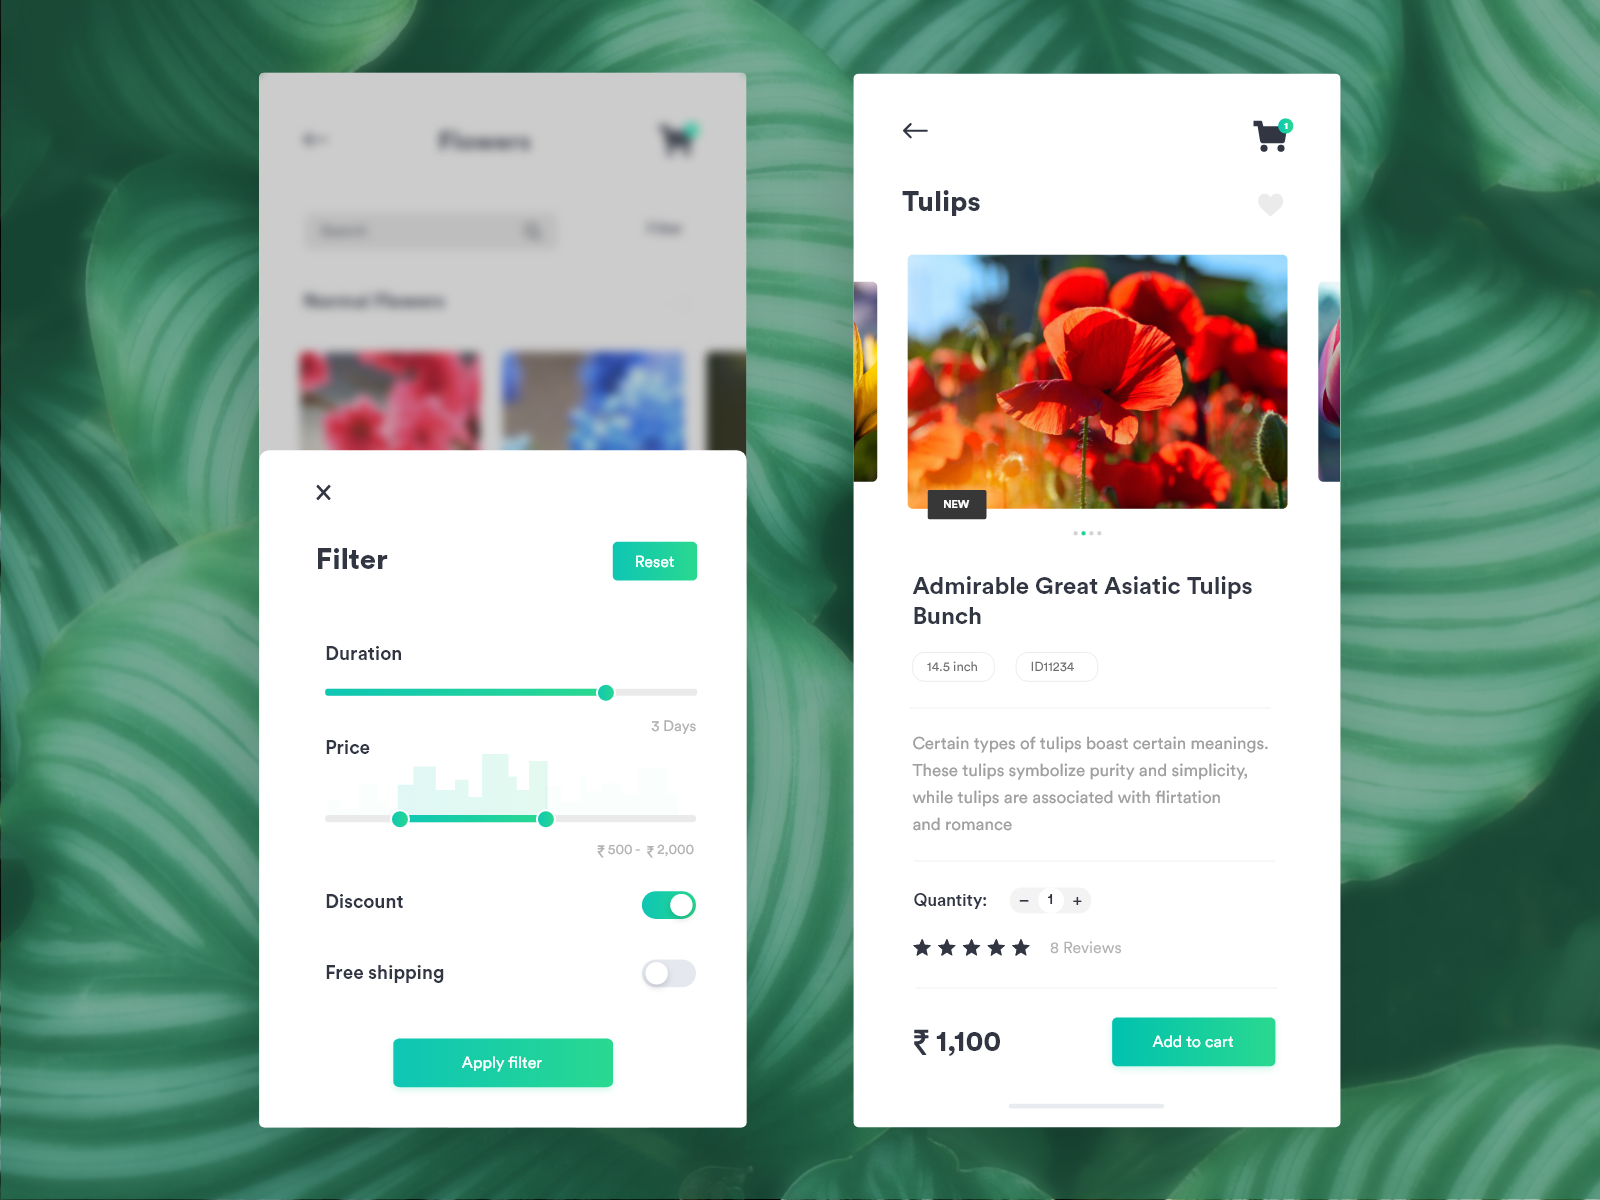 Flowers
Search
Filter
Normal Flowers
Filter
Reset
Duration
3 Days
Price
₹ 500 - ₹ 2,000
Discount
Free shipping
Apply filter
1
Tulips
NEW
Admirable Great Asiatic Tulips
Bunch
14.5 inch
ID11234
Certain types of tulips boast certain meanings.
These tulips symbolize purity and simplicity,
while tulips are associated with flirtation
and romance
Quantity: − 1 +
8 Reviews
₹ 1,100
Add to cart